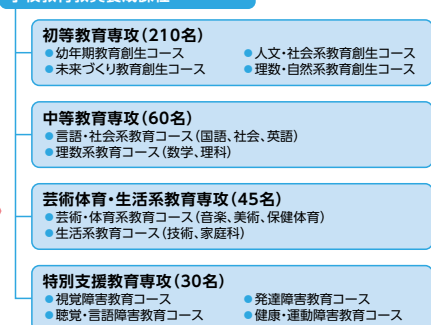 初等教育専攻(210名)
●幼年期教育創生コース ●人文・社会系教育創生コース
●未来づくり教育創生コース ●理数・自然系教育創生コース
中等教育専攻(60名)
●言語・社会系教育コース(国語、社会、英語)
●理数系教育コース(数学、理科)
芸術体育・生活系教育専攻(45名)
●芸術・体育系教育コース(音楽、美術、保健体育)
●生活系教育コース(技術、家庭科)
特別支援教育専攻(30名)
●視覚障害教育コース ●発達障害教育コース
●聴覚・言語障害教育コース ●健康・運動障害教育コース